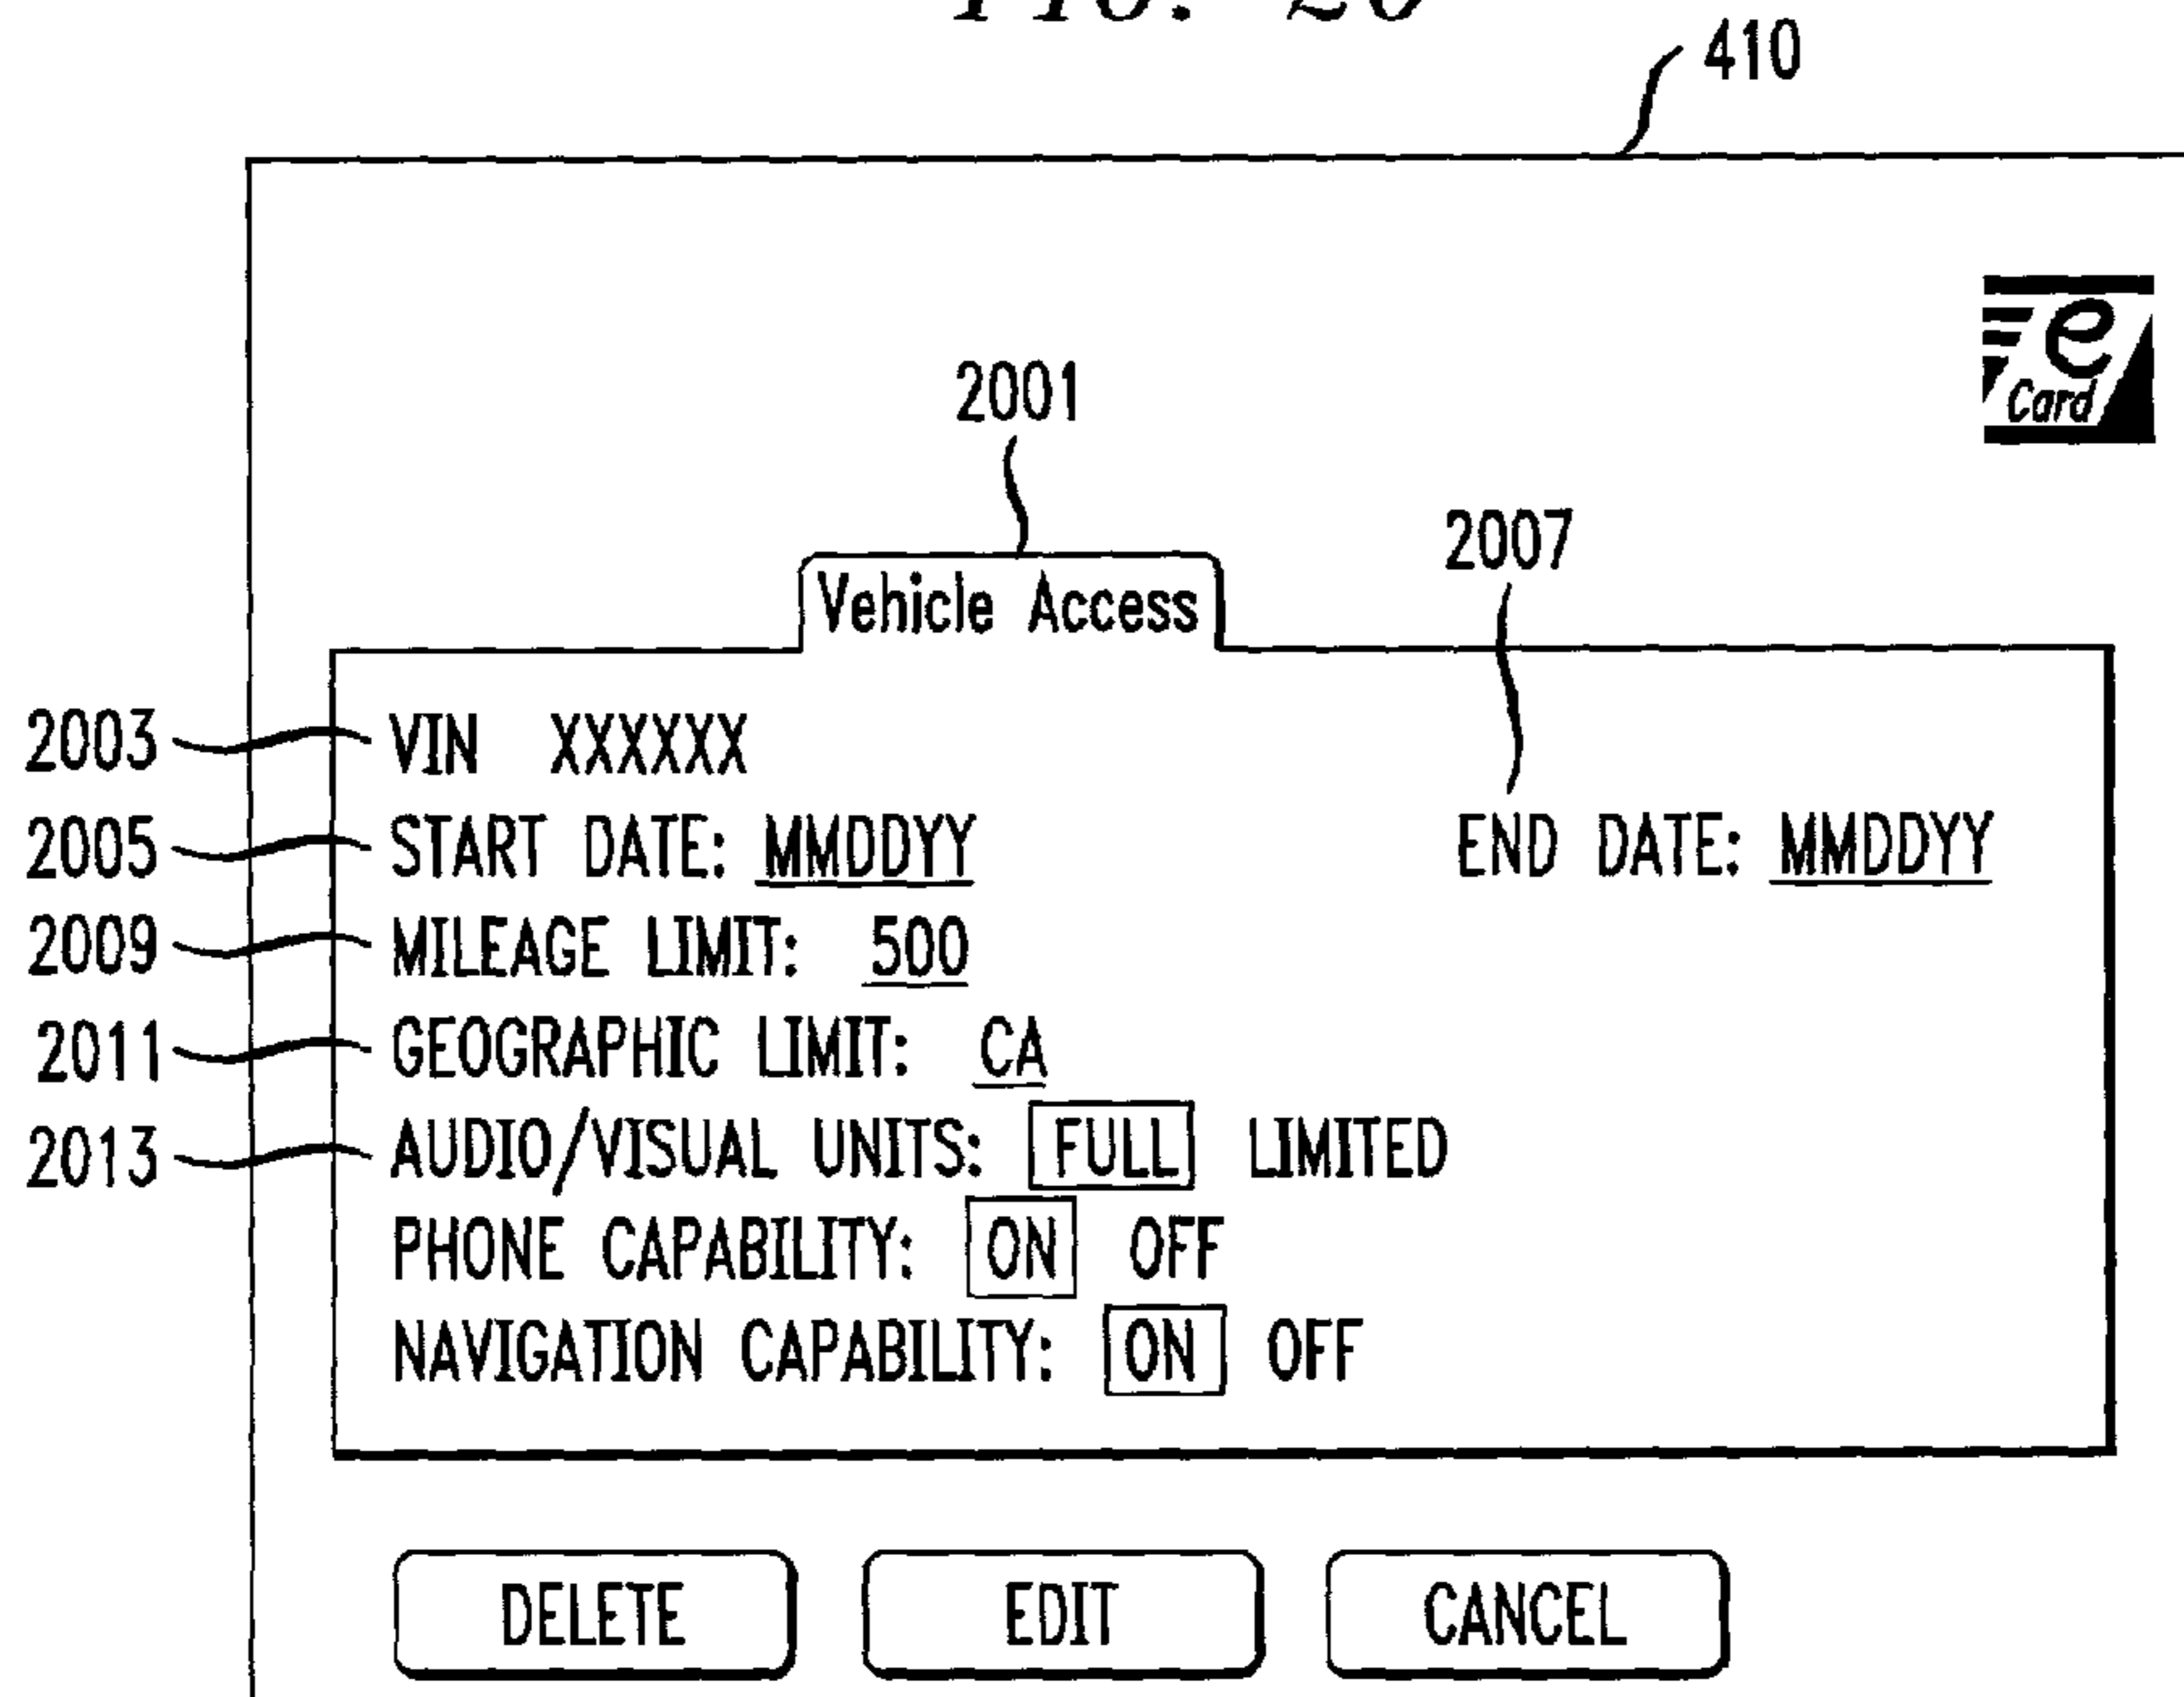 FIG. 20
410
e
Card
2001
2007
Vehicle Access
2003 VIN XXXXXX
2005 START DATE: MMDDYY END DATE: MMDDYY
2009 MILEAGE LIMIT: 500
2011 GEOGRAPHIC LIMIT: CA
2013 AUDIO/VISUAL UNITS: FULL LIMITED
PHONE CAPABILITY: ON OFF
NAVIGATION CAPABILITY: ON OFF
DELETE EDIT CANCEL